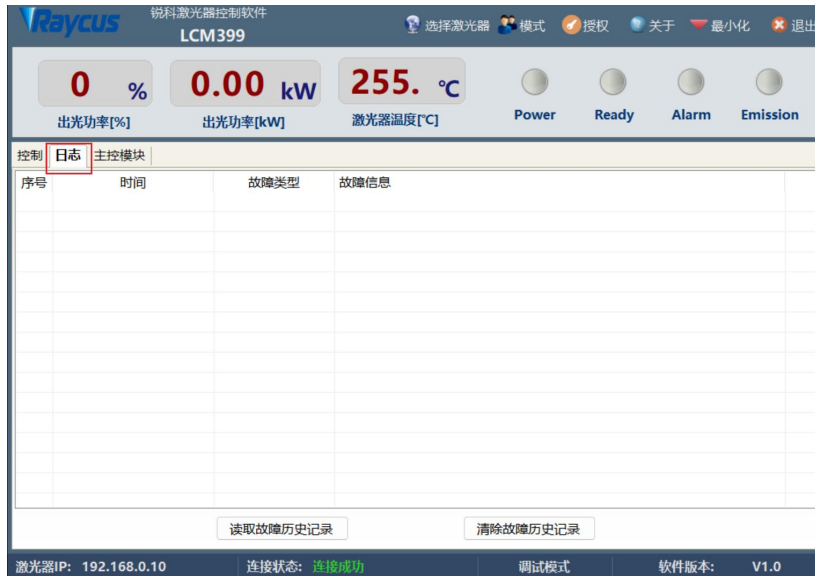 Raycus
锐科激光器控制软件
LCM399
选择激光器 模式 授权 关于 最小化 退出
0 % 0.00 kW 255. ℃
出光功率[%] 出光功率[kW] 激光器温度[℃] Power Ready Alarm Emission
控制 日志 主控模块
序号 时间 故障类型 故障信息
读取故障历史记录 清除故障历史记录
激光器IP: 192.168.0.10 连接状态: 连接成功 调试模式 软件版本: V1.0